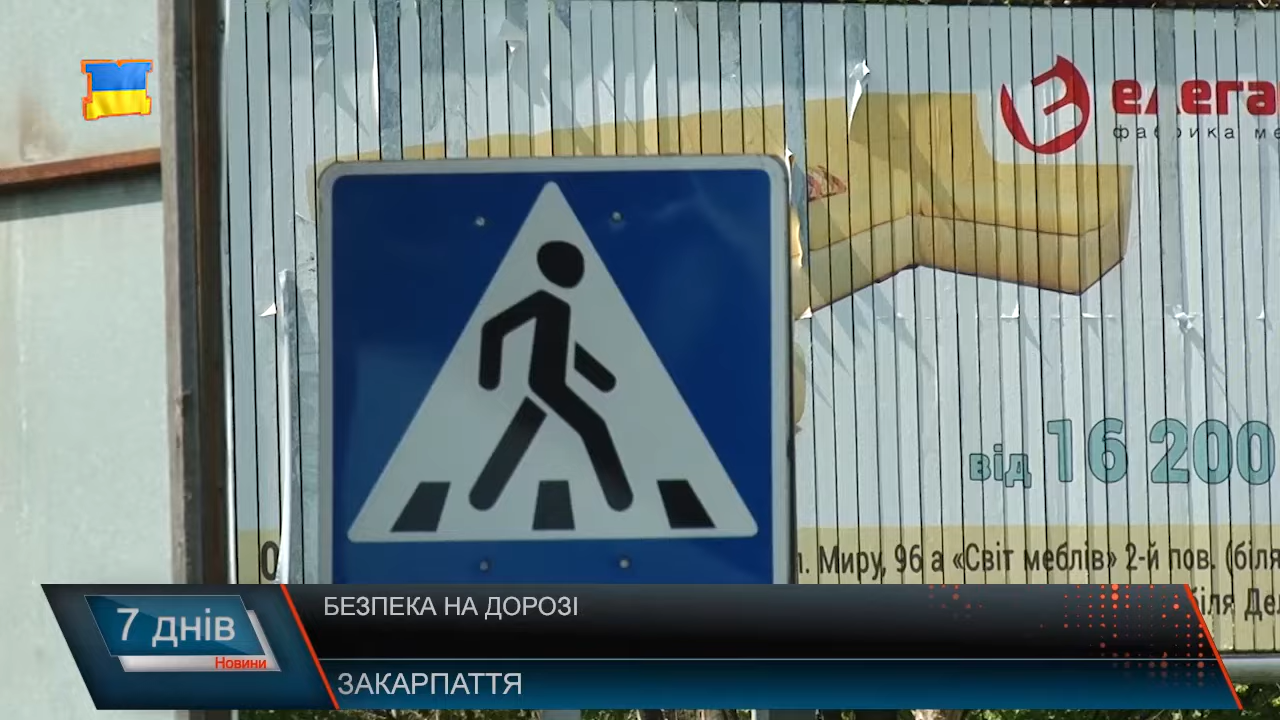 елега
фабрика ме
від 16 200
Миру, 96 а «Світ меблів» 2-й пов. (біля
біля
7 днів
Новини
БЕЗПЕКА НА ДОРОЗІ
ЗАКАРПАТТЯ